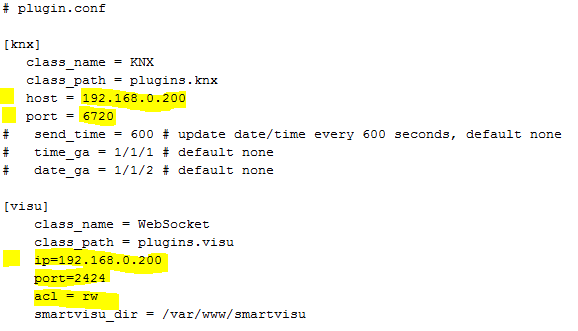 # plugin.conf
[knx]
class_name = KNX
class_path = plugins.knx
host = 192.168.0.200
port = 6720
# send_time = 600 # update date/time every 600 seconds, default none
# time_ga = 1/1/1 # default none
# date_ga = 1/1/2 # default none
[visu]
class_name = WebSocket
class_path = plugins.visu
ip=192.168.0.200
port=2424
acl = rw
smartvisu_dir = /var/www/smartvisu